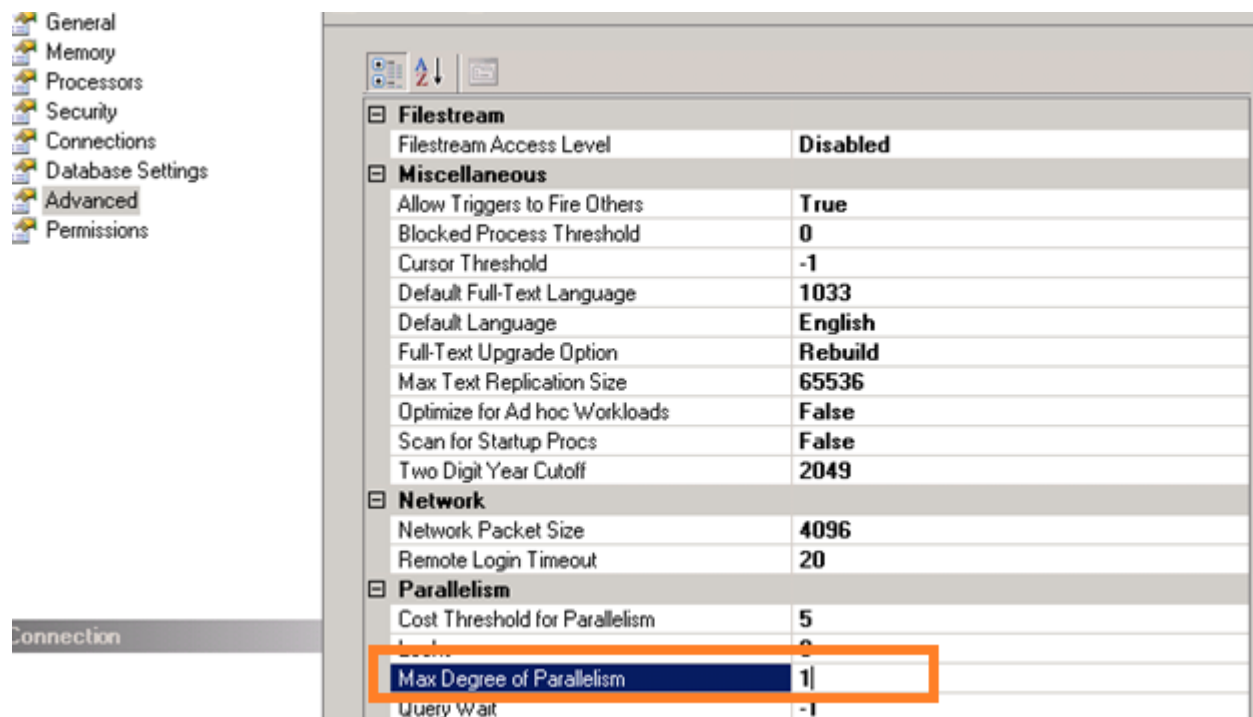 General
Memory
Processors
Security
Connections
Database Settings
Advanced
Permissions
Connection
Filestream
Filestream Access Level Disabled
Miscellaneous
Allow Triggers to Fire Others True
Blocked Process Threshold 0
Cursor Threshold -1
Default Full-Text Language 1033
Default Language English
Full-Text Upgrade Option Rebuild
Max Text Replication Size 65536
Optimize for Ad hoc Workloads False
Scan for Startup Procs False
Two Digit Year Cutoff 2049
Network
Network Packet Size 4096
Remote Login Timeout 20
Parallelism
Cost Threshold for Parallelism 5
Max Degree of Parallelism 1
Query Wait -1